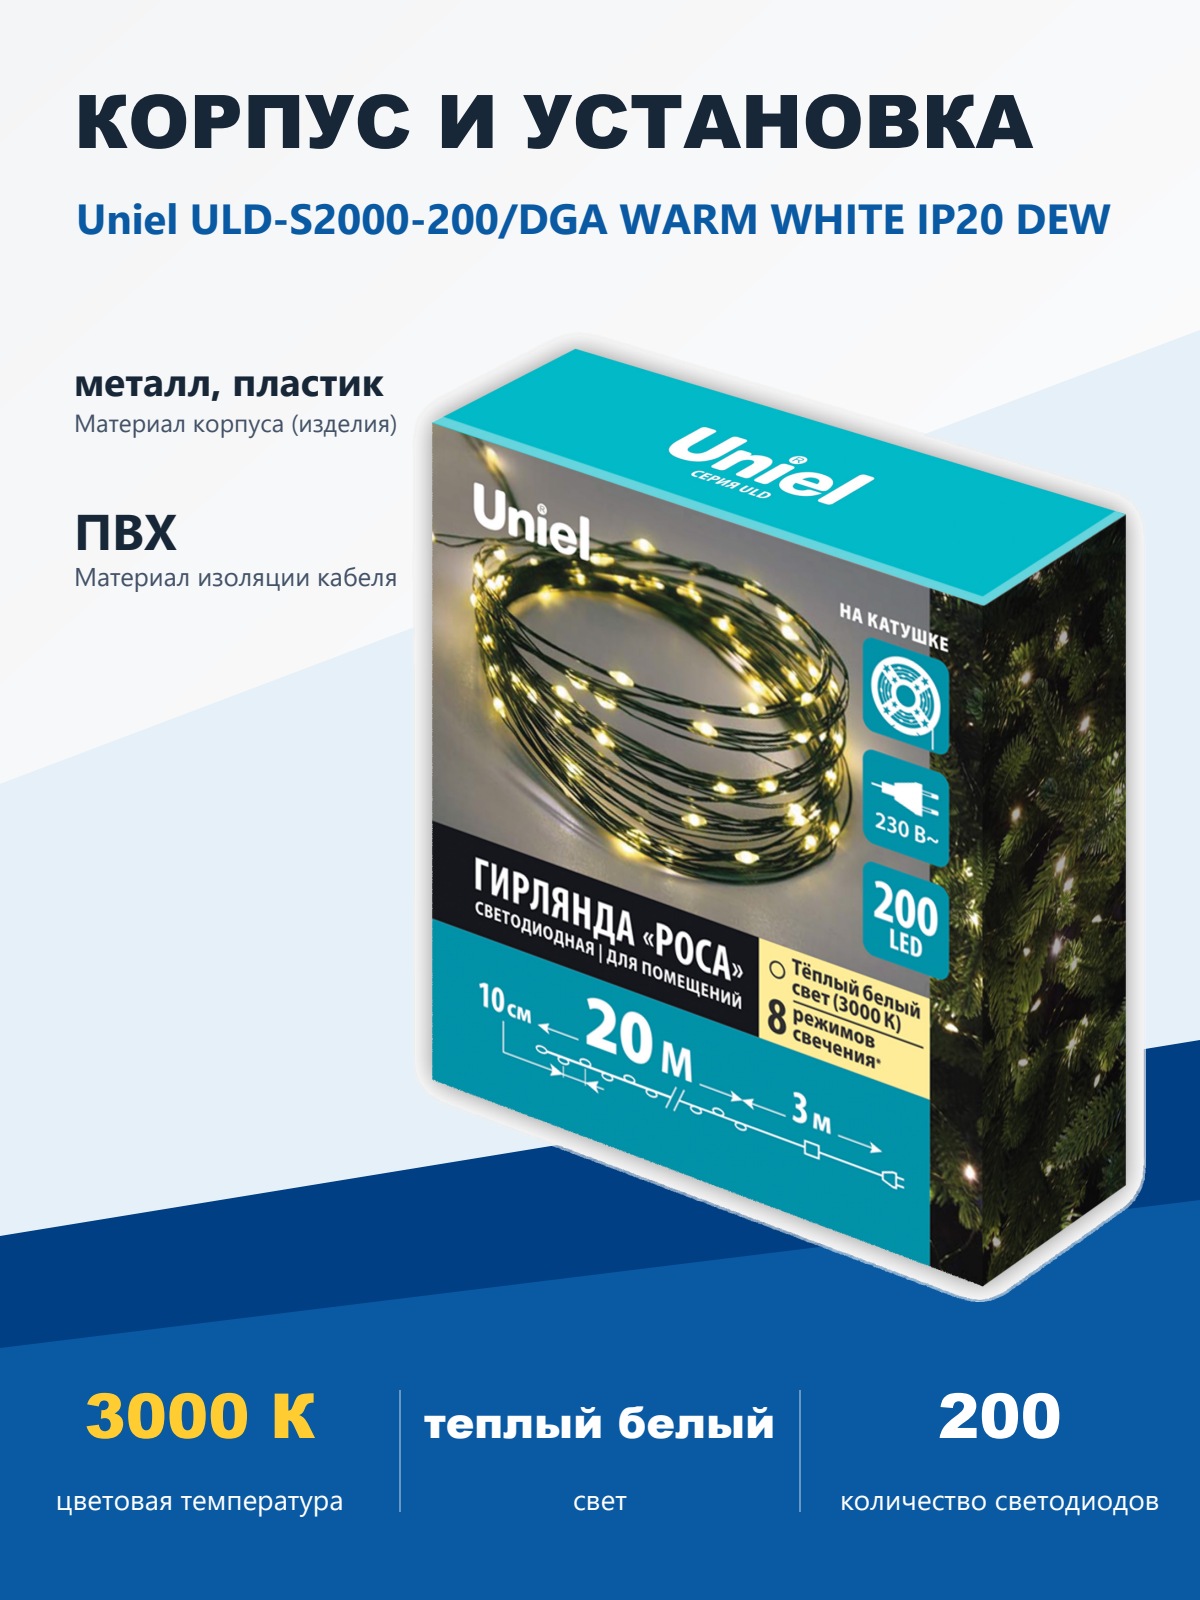 КОРПУС И УСТАНОВКА
Uniel ULD-S2000-200/DGA WARM WHITE IP20 DEW
металл, пластик
Материал корпуса (изделия)
ПВХ
Материал изоляции кабеля
Uniel®
СЕРИЯ ULD
Uniel®
НА КАТУШКЕ
230 В~
200
LED
ГИРЛЯНДА «РОСА»
СВЕТОДИОДНАЯ | ДЛЯ ПОМЕЩЕНИЙ
Тёплый белый
свет (3000 К)
8 режимов
свечения*
10 см
20 м
3 м
3000 К
цветовая температура
теплый белый
свет
200
количество светодиодов